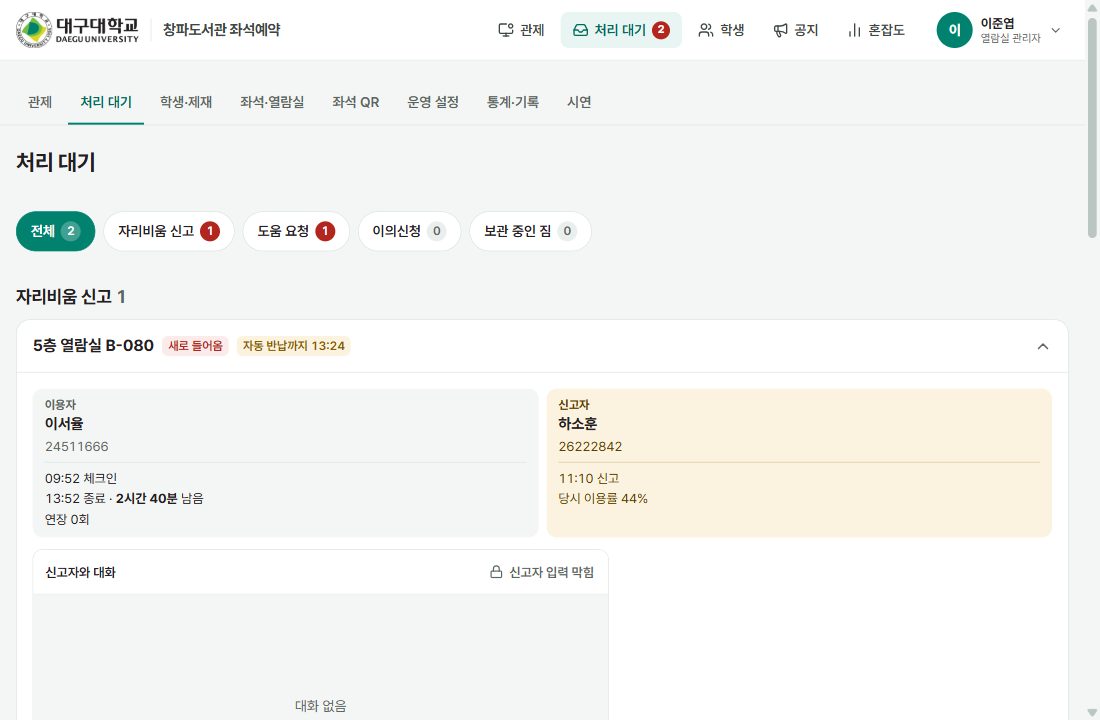 대구대학교
DAEGU UNIVERSITY
창파도서관 좌석예약
관제
처리 대기 2
학생
공지
혼잡도
이
이준엽
열람실 관리자
관제
처리 대기
학생·제재
좌석·열람실
좌석 QR
운영 설정
통계·기록
시연
처리 대기
전체 2
자리비움 신고 1
도움 요청 1
이의신청 0
보관 중인 짐 0
자리비움 신고 1
5층 열람실 B-080 새로 들어옴 자동 반납까지 13:24
이용자
이서율
24511666
09:52 체크인
13:52 종료 · 2시간 40분 남음
연장 0회
신고자
하소훈
26222842
11:10 신고
당시 이용률 44%
신고자와 대화
신고자 입력 막힘
대화 없음